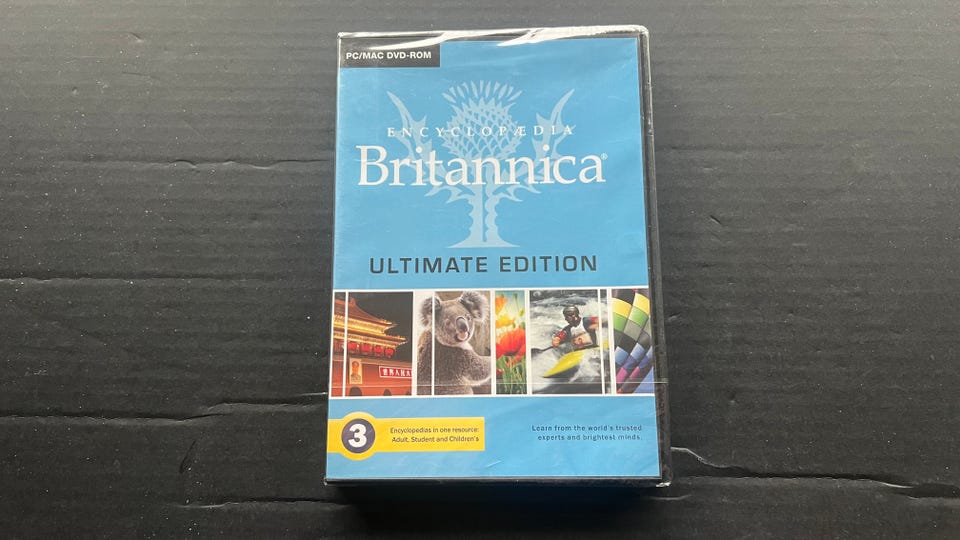 PC/MAC DVD-ROM
ENCYCLOPÆDIA
Britannica®
ULTIMATE EDITION
3
Encyclopedias in one resource:
Adult, Student and Children's
Learn from the world's trusted
experts and brightest minds.